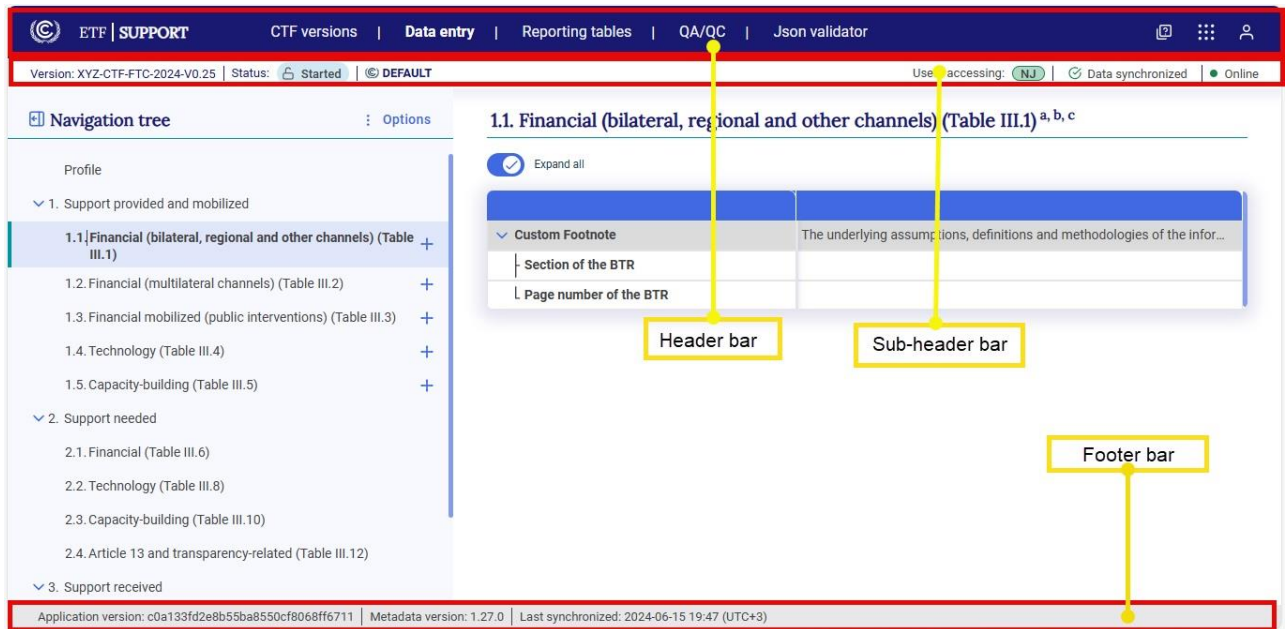 ETF | SUPPORT CTF versions | Data entry | Reporting tables | QA/QC | Json validator
Version: XYZ-CTF-FTC-2024-V0.25 | Status: Started | DEFAULT
accessing: NJ | Data synchronized | Online
Navigation tree
Options
Profile
1. Support provided and mobilized
1.1. Financial (bilateral, regional and other channels) (Table
III.1)
1.2. Financial (multilateral channels) (Table III.2)
1.3. Financial mobilized (public interventions) (Table III.3)
1.4. Technology (Table III.4)
1.5. Capacity-building (Table III.5)
2. Support needed
2.1. Financial (Table III.6)
2.2. Technology (Table III.8)
2.3. Capacity-building (Table III.10)
2.4. Article 13 and transparency-related (Table III.12)
3. Support received
1.1. Financial (bilateral, regional and other channels) (Table III.1) a, b, c
Expand all
Custom Footnote
The underlying assumptions, definitions and methodologies of the infor...
Section of the BTR
Page number of the BTR
Header bar
Sub-header bar
Footer bar
Application version: c0a133fd2e8b55ba8550cf8068ff6711 | Metadata version: 1.27.0 | Last synchronized: 2024-06-15 19:47 (UTC+3)